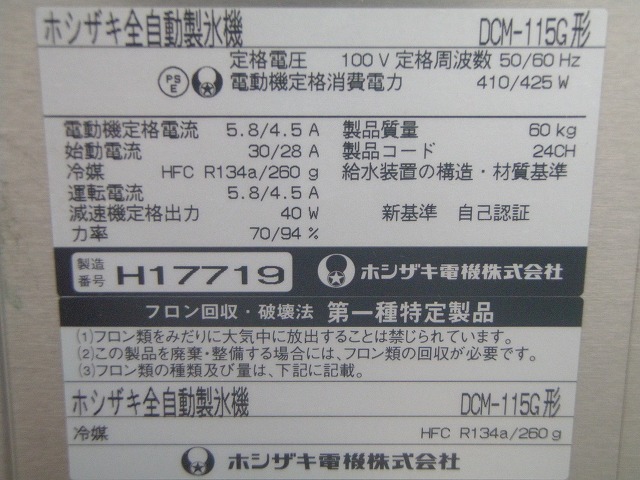 ホシザキ全自動製氷機 DCM-115G形
定格電圧 100 V 定格周波数 50/60 Hz
PS E 電動機定格消費電力 410/425 W
電動機定格電流 5.8/4.5 A 製品質量 60 kg
始動電流 30/28 A 製品コード 24CH
冷媒 HFC R134a/260 g 給水装置の構造・材質基準
運転電流 5.8/4.5 A
減速機定格出力 40 W 新基準 自己認証
力率 70/94 %
製造番号 H17719 ホシザキ電機株式会社
フロン回収・破壊法 第一種特定製品
(1)フロン類をみだりに大気中に放出することは禁じられています。
(2)この製品を廃棄・整備する場合には、フロン類の回収が必要です。
(3)フロン類の種類及び量は、下記に記載。
ホシザキ全自動製氷機 DCM-115G形
冷媒 HFC R134a/260 g
ホシザキ電機株式会社